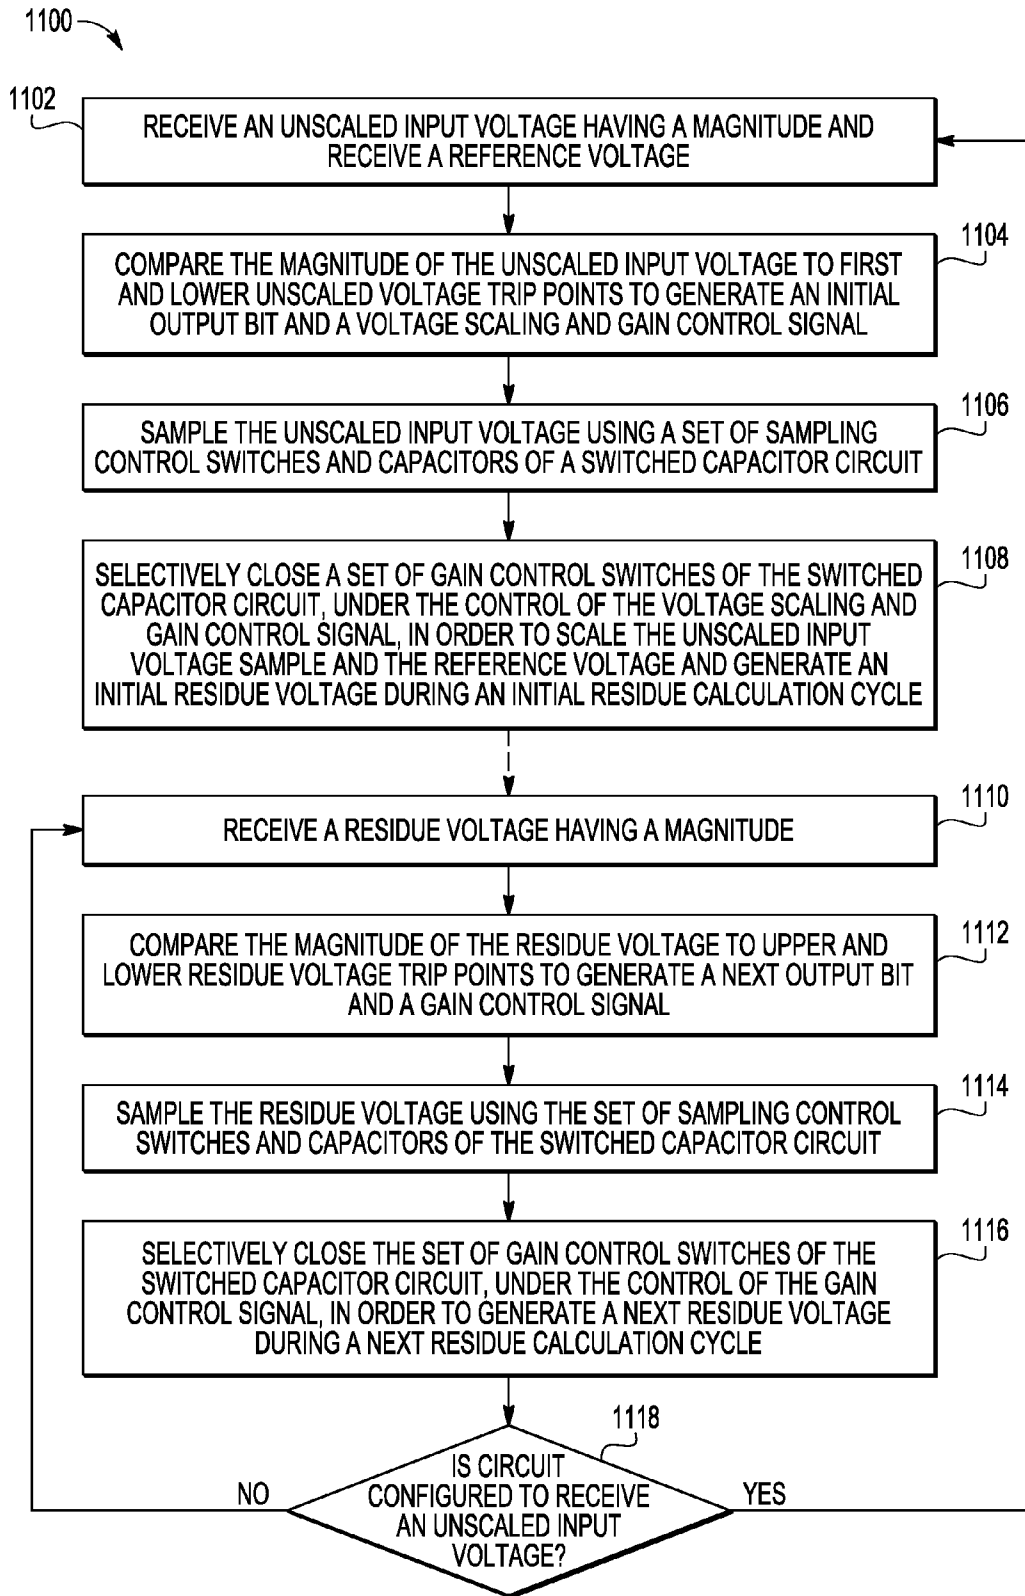 1100
1102
RECEIVE AN UNSCALED INPUT VOLTAGE HAVING A MAGNITUDE AND
RECEIVE A REFERENCE VOLTAGE
1104
COMPARE THE MAGNITUDE OF THE UNSCALED INPUT VOLTAGE TO FIRST
AND LOWER UNSCALED VOLTAGE TRIP POINTS TO GENERATE AN INITIAL
OUTPUT BIT AND A VOLTAGE SCALING AND GAIN CONTROL SIGNAL
1106
SAMPLE THE UNSCALED INPUT VOLTAGE USING A SET OF SAMPLING
CONTROL SWITCHES AND CAPACITORS OF A SWITCHED CAPACITOR CIRCUIT
1108
SELECTIVELY CLOSE A SET OF GAIN CONTROL SWITCHES OF THE SWITCHED
CAPACITOR CIRCUIT, UNDER THE CONTROL OF THE VOLTAGE SCALING AND
GAIN CONTROL SIGNAL, IN ORDER TO SCALE THE UNSCALED INPUT
VOLTAGE SAMPLE AND THE REFERENCE VOLTAGE AND GENERATE AN
INITIAL RESIDUE VOLTAGE DURING AN INITIAL RESIDUE CALCULATION CYCLE
1110
RECEIVE A RESIDUE VOLTAGE HAVING A MAGNITUDE
1112
COMPARE THE MAGNITUDE OF THE RESIDUE VOLTAGE TO UPPER AND
LOWER RESIDUE VOLTAGE TRIP POINTS TO GENERATE A NEXT OUTPUT BIT
AND A GAIN CONTROL SIGNAL
1114
SAMPLE THE RESIDUE VOLTAGE USING THE SET OF SAMPLING CONTROL
SWITCHES AND CAPACITORS OF THE SWITCHED CAPACITOR CIRCUIT
1116
SELECTIVELY CLOSE THE SET OF GAIN CONTROL SWITCHES OF THE
SWITCHED CAPACITOR CIRCUIT, UNDER THE CONTROL OF THE GAIN
CONTROL SIGNAL, IN ORDER TO GENERATE A NEXT RESIDUE VOLTAGE
DURING A NEXT RESIDUE CALCULATION CYCLE
1118
IS CIRCUIT
CONFIGURED TO RECEIVE
AN UNSCALED INPUT
VOLTAGE?
NO
YES